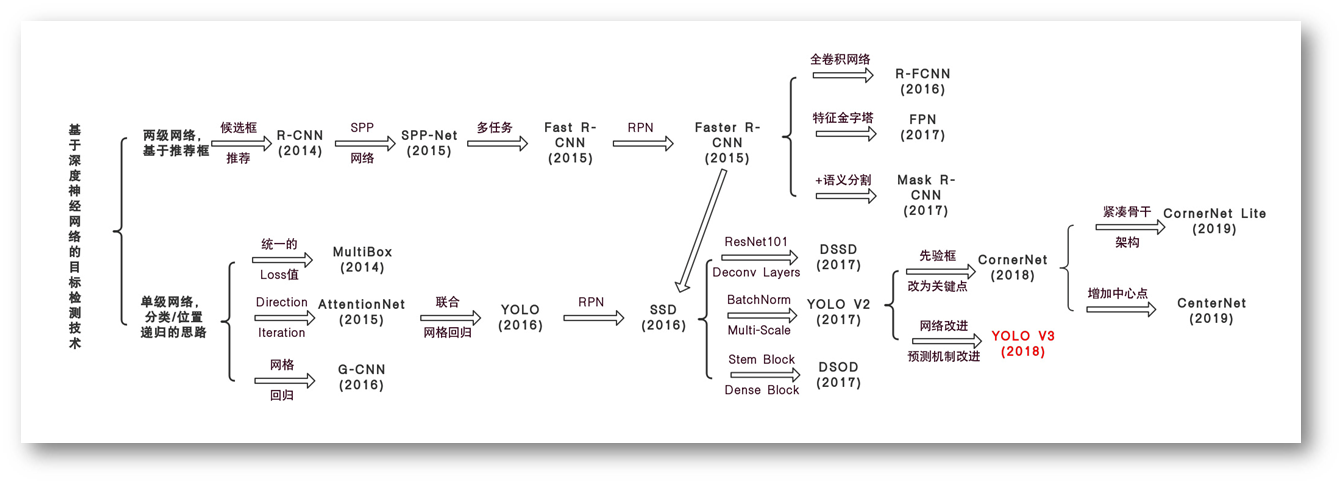 基于深度神经网络的目标检测技术
两级网络,
基于推荐框
候选框
推荐
R-CNN
(2014)
SPP
网络
SPP-Net
(2015)
多任务
Fast R-
CNN
(2015)
RPN
Faster R-
CNN
(2015)
全卷积网络
R-FCNN
(2016)
特征金字塔
FPN
(2017)
+语义分割
Mask R-
CNN
(2017)
单级网络,
分类/位置
递归的思路
统一的
Loss值
MultiBox
(2014)
Direction
Iteration
AttentionNet
(2015)
网格
回归
G-CNN
(2016)
联合
网格回归
YOLO
(2016)
RPN
SSD
(2016)
ResNet101
Deconv Layers
DSSD
(2017)
BatchNorm
Multi-Scale
YOLO V2
(2017)
Stem Block
Dense Block
DSOD
(2017)
先验框
改为关键点
CornerNet
(2018)
网络改进
预测机制改进
YOLO V3
(2018)
紧凑骨干
架构
CornerNet Lite
(2019)
增加中心点
CenterNet
(2019)